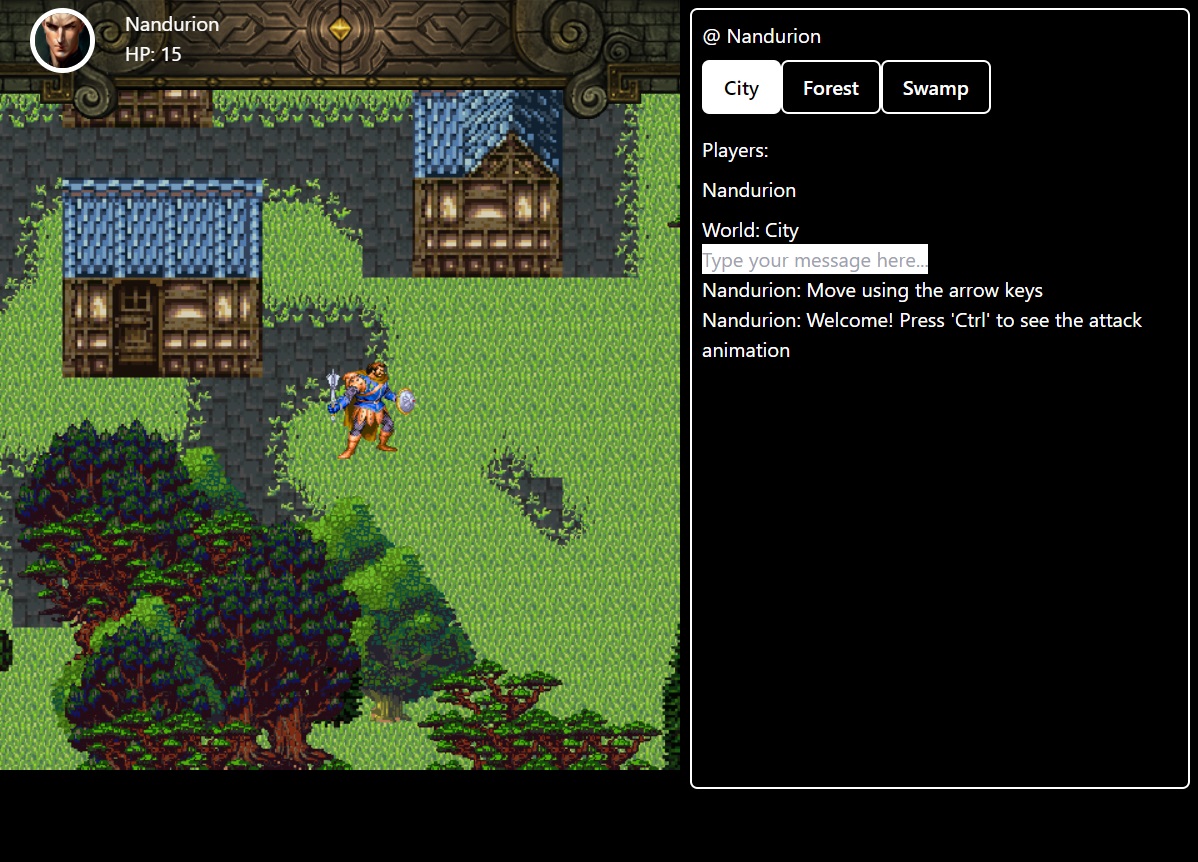 Nandurion
HP: 15
@ Nandurion
City Forest Swamp
Players:
Nandurion
World: City
Type your message here...
Nandurion: Move using the arrow keys
Nandurion: Welcome! Press 'Ctrl' to see the attack
animation